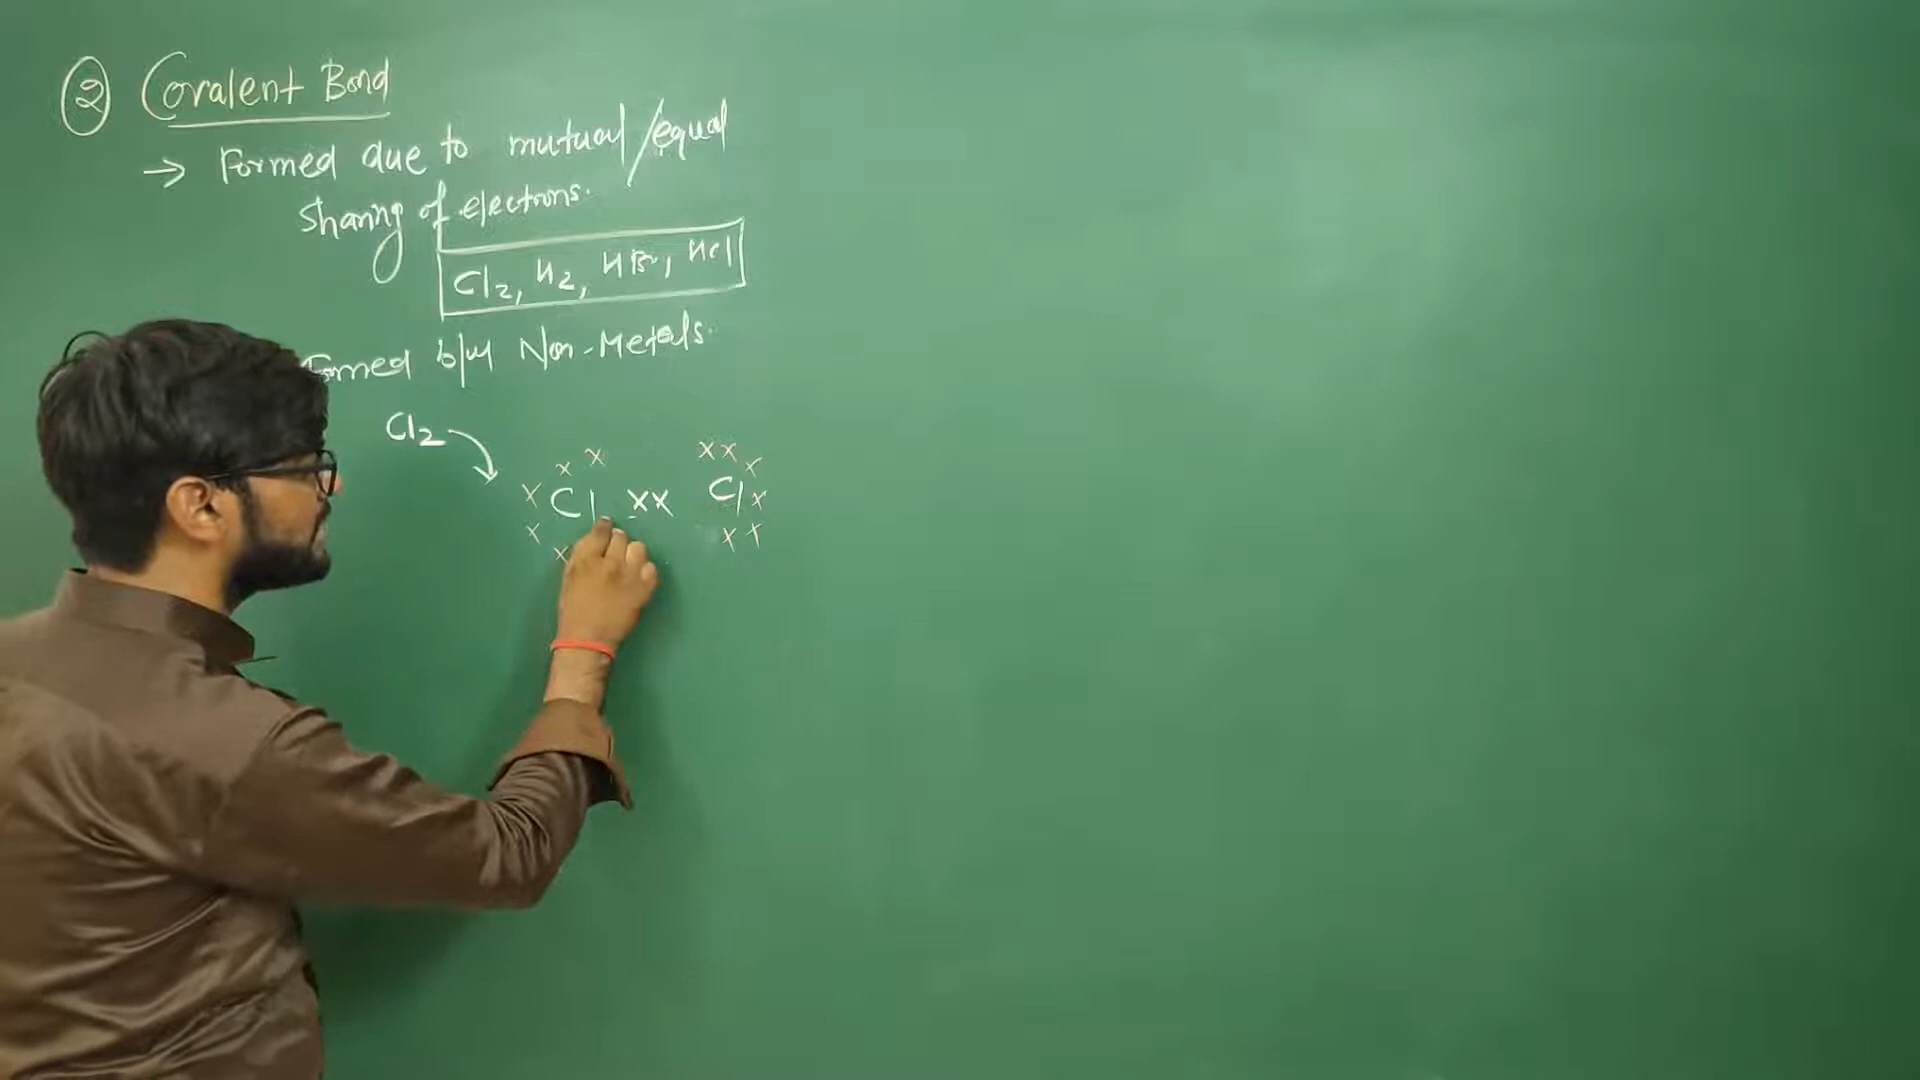 ② Covalent Bond
→ Formed due to mutual/equal
sharing of electrons.
Cl₂, H₂, HBr, HCl
Formed b/w Non-Metals.
Cl₂
x x x x x
x Cl xx Cl x
x x x x